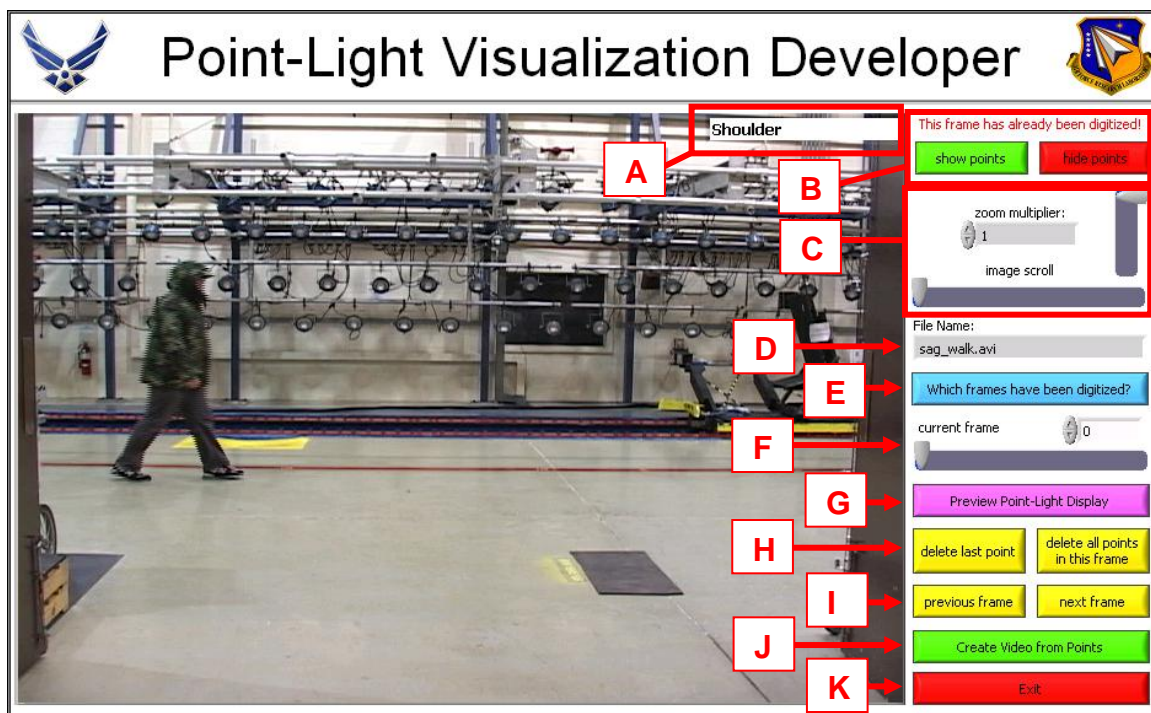 Point-Light Visualization Developer
Shoulder
A
This frame has already been digitized!
show points
hide points
B
zoom multiplier:
1
C
image scroll
File Name:
D
sag_walk.avi
E
Which frames have been digitized?
current frame
0
F
G
Preview Point-Light Display
H
delete last point
delete all points
in this frame
I
previous frame
next frame
J
Create Video from Points
K
Exit